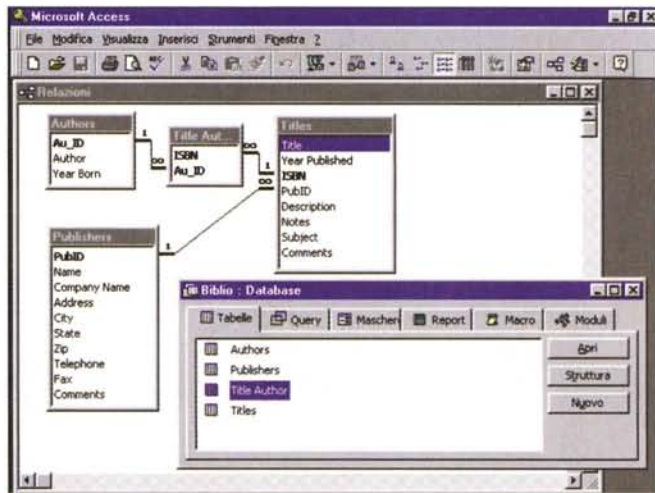 Microsoft Access
File Modifica Visualizza Inserisci Strumenti Finestra ?
Relazioni
Authors
Au_ID
Author
Year Born
Title Aut...
ISBN
Au_ID
Titles
Title
Year Published
ISBN
PubID
Description
Notes
Subject
Comments
1
∞
∞
1
∞
1
Publishers
PubID
Name
Company Name
Address
City
State
Zip
Telephone
Fax
Comments
Biblio : Database
Tabelle Query Mascheri Report Macro Moduli
Authors
Publishers
Title Author
Titles
Apri
Struttura
Nuovo